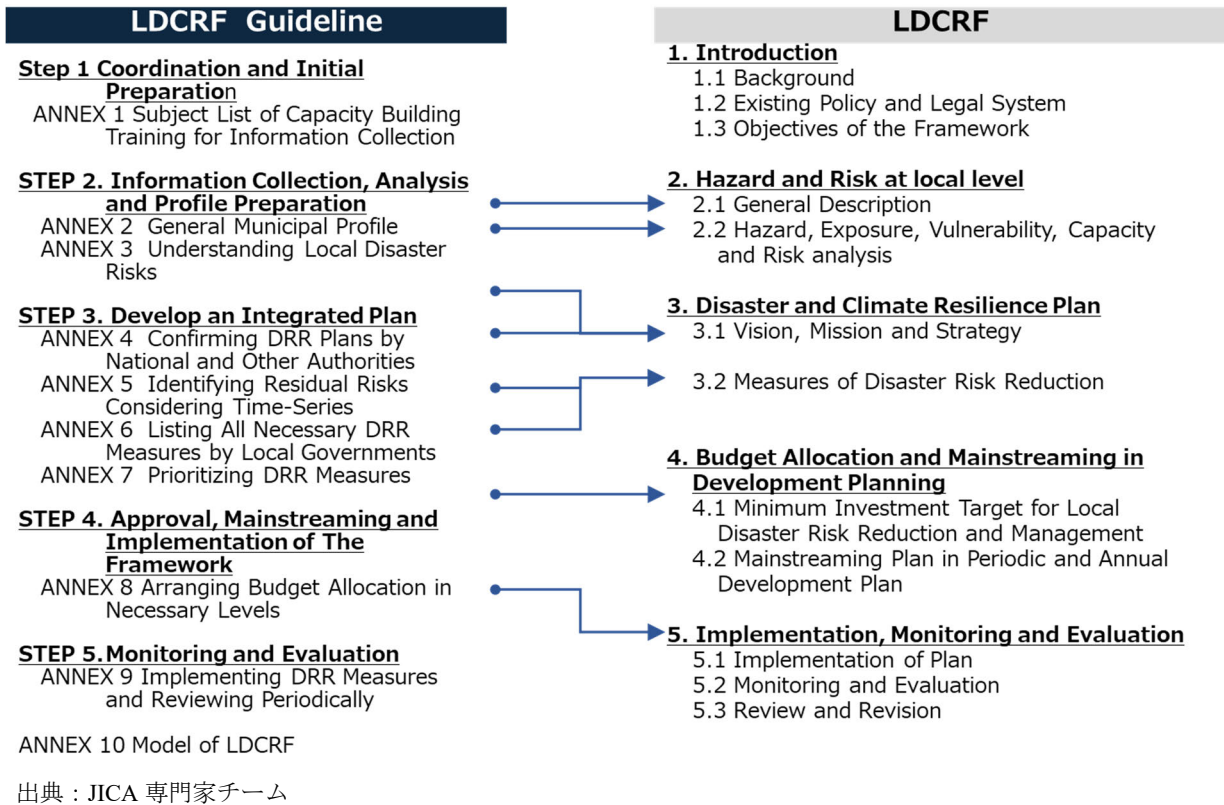 LDCRF Guideline
Step 1 Coordination and Initial
Preparation
ANNEX 1 Subject List of Capacity Building
Training for Information Collection
STEP 2. Information Collection, Analysis
and Profile Preparation
ANNEX 2 General Municipal Profile
ANNEX 3 Understanding Local Disaster
Risks
STEP 3. Develop an Integrated Plan
ANNEX 4 Confirming DRR Plans by
National and Other Authorities
ANNEX 5 Identifying Residual Risks
Considering Time-Series
ANNEX 6 Listing All Necessary DRR
Measures by Local Governments
ANNEX 7 Prioritizing DRR Measures
STEP 4. Approval, Mainstreaming and
Implementation of The
Framework
ANNEX 8 Arranging Budget Allocation in
Necessary Levels
STEP 5.Monitoring and Evaluation
ANNEX 9 Implementing DRR Measures
and Reviewing Periodically
ANNEX 10 Model of LDCRF
LDCRF
1. Introduction
1.1 Background
1.2 Existing Policy and Legal System
1.3 Objectives of the Framework
2. Hazard and Risk at local level
2.1 General Description
2.2 Hazard, Exposure, Vulnerability, Capacity
and Risk analysis
3. Disaster and Climate Resilience Plan
3.1 Vision, Mission and Strategy
3.2 Measures of Disaster Risk Reduction
4. Budget Allocation and Mainstreaming in
Development Planning
4.1 Minimum Investment Target for Local
Disaster Risk Reduction and Management
4.2 Mainstreaming Plan in Periodic and Annual
Development Plan
5. Implementation, Monitoring and Evaluation
5.1 Implementation of Plan
5.2 Monitoring and Evaluation
5.3 Review and Revision
出典：JICA 専門家チーム